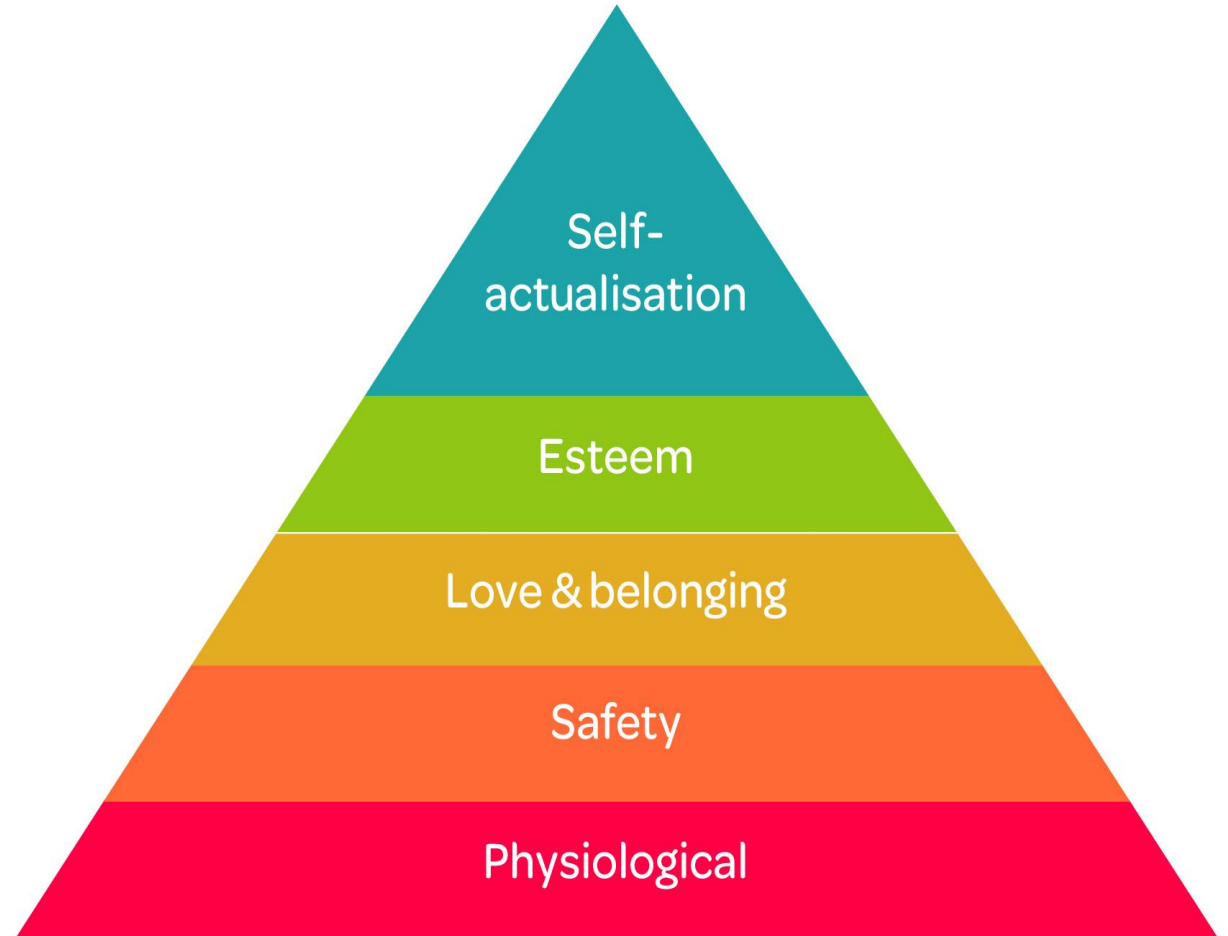 Self-
actualisation
Esteem
Love & belonging
Safety
Physiological